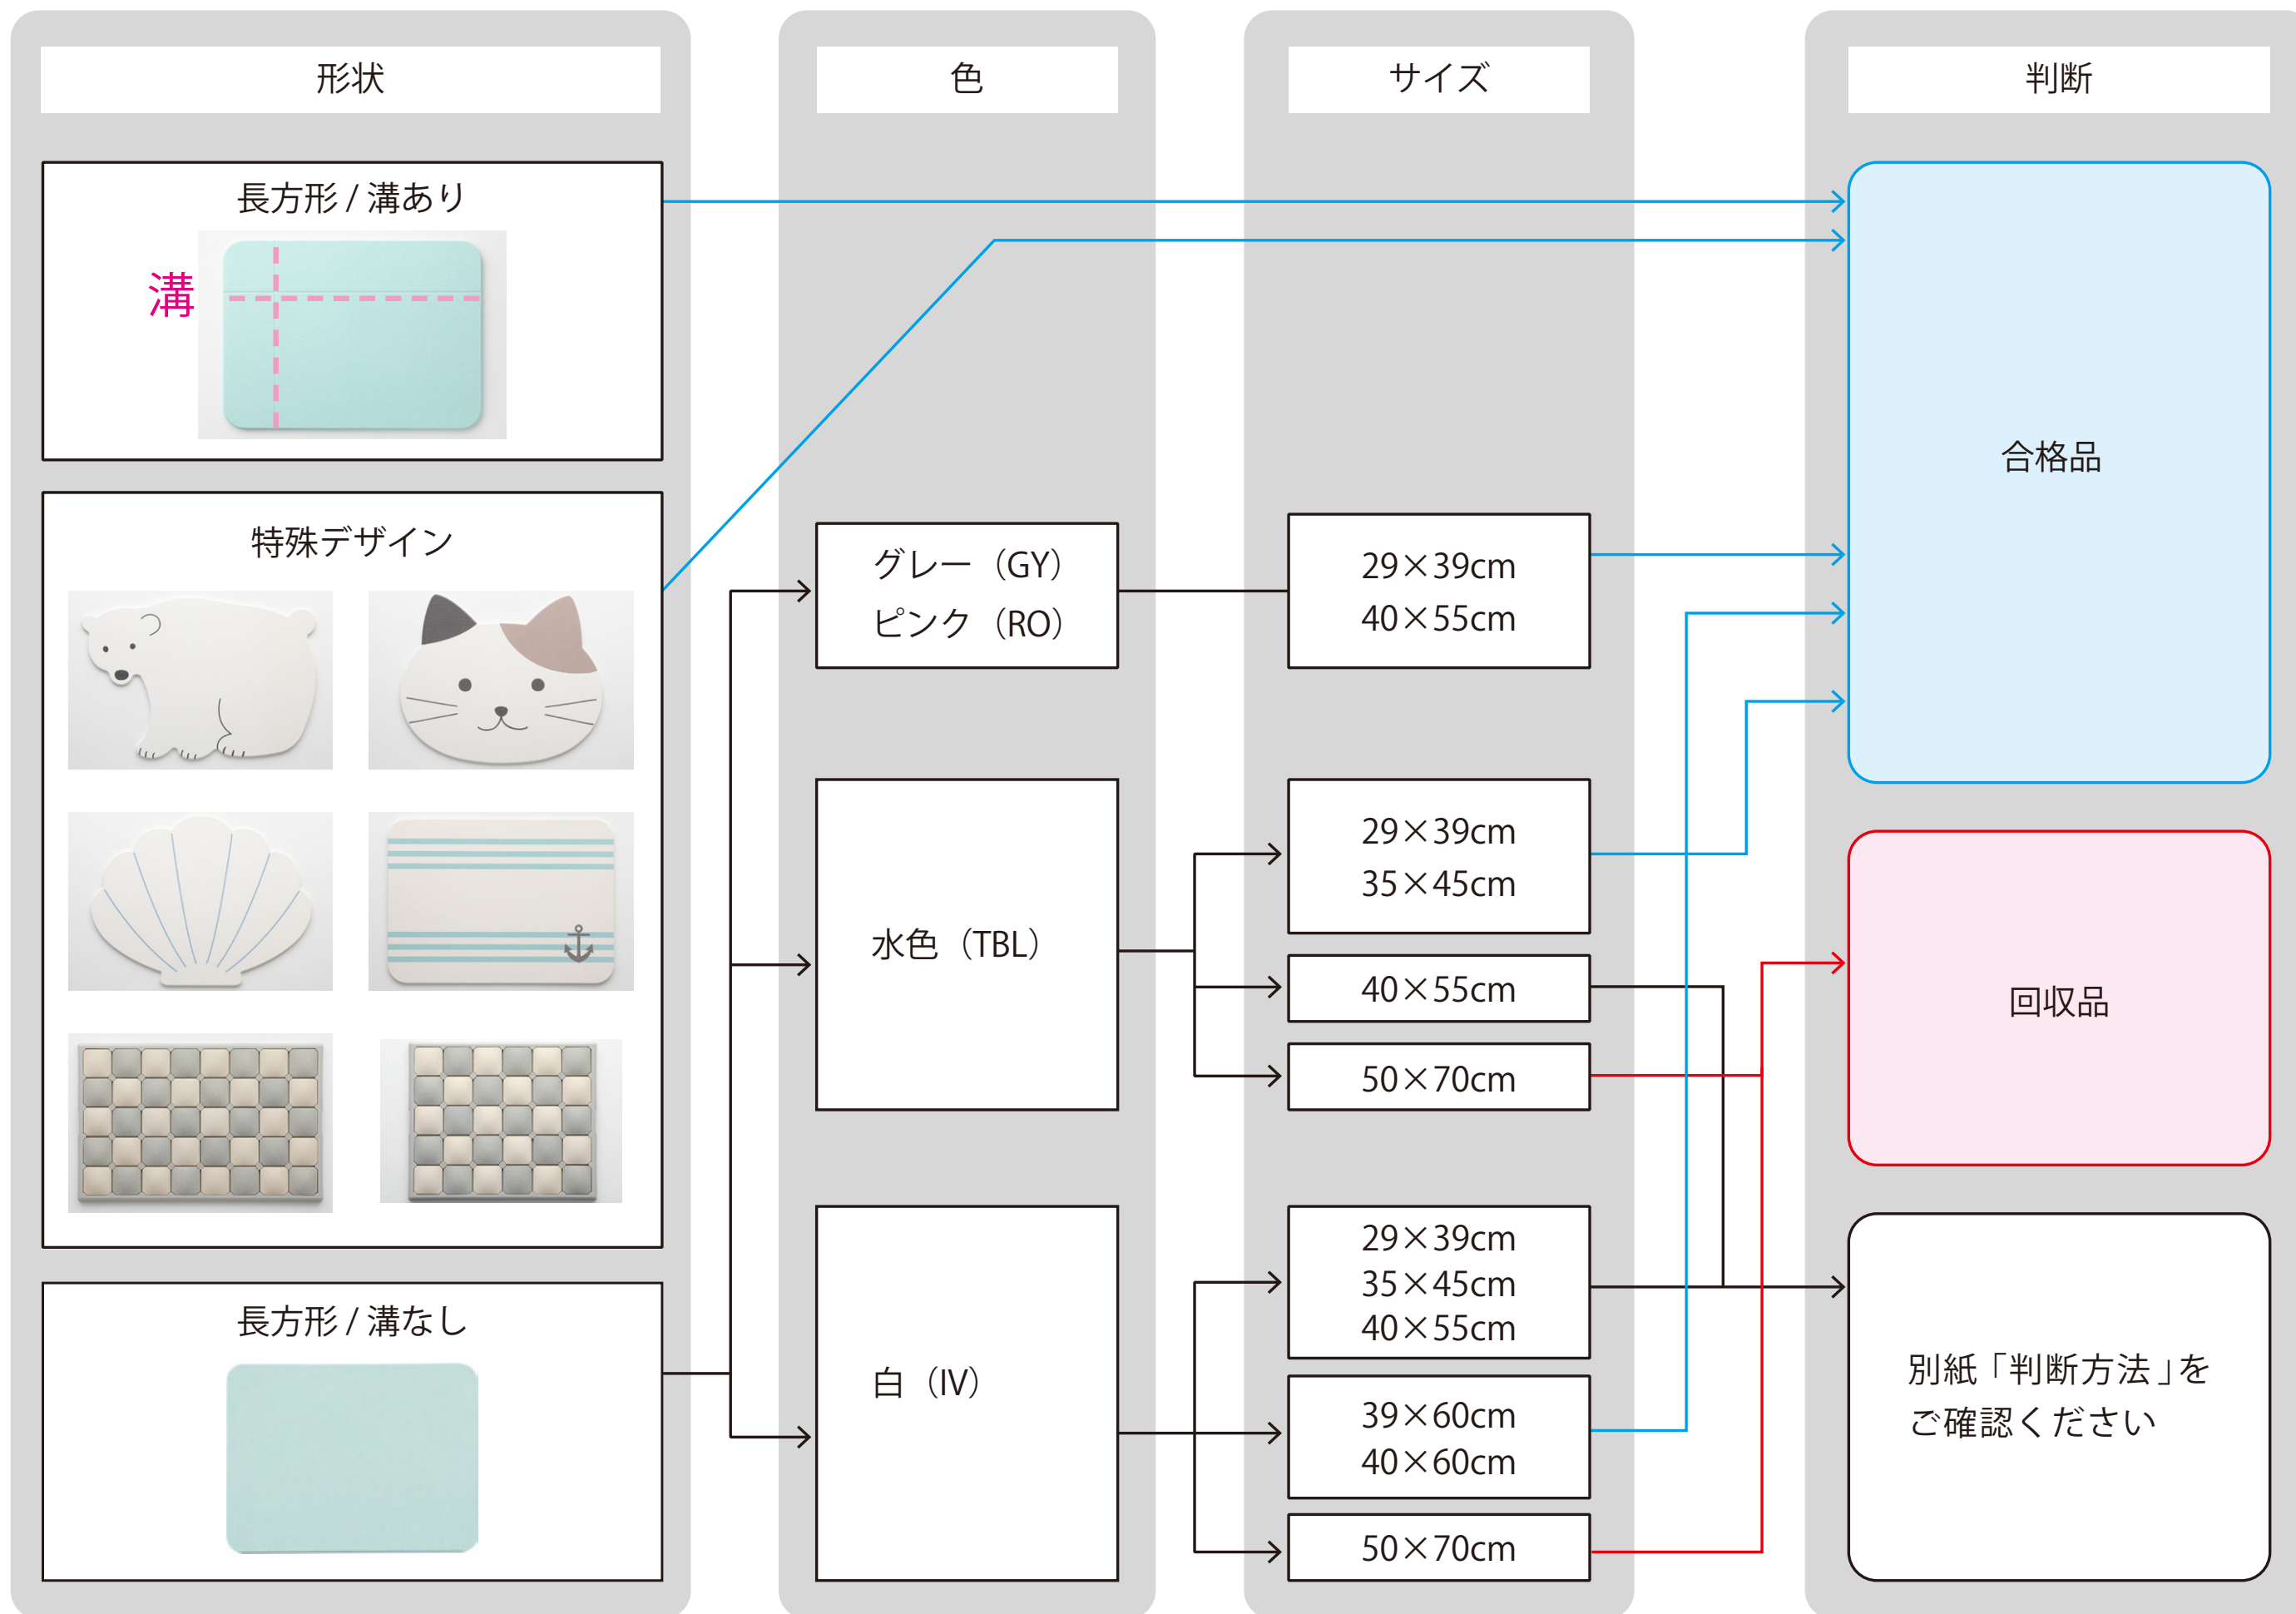 形状
色
サイズ
判断
長方形 / 溝あり
溝
特殊デザイン
長方形 / 溝なし
グレー（GY）
ピンク（RO）
水色（TBL）
白（IV）
29×39cm
40×55cm
29×39cm
35×45cm
40×55cm
50×70cm
29×39cm
35×45cm
40×55cm
39×60cm
40×60cm
50×70cm
合格品
回収品
別紙「判断方法」を
ご確認ください